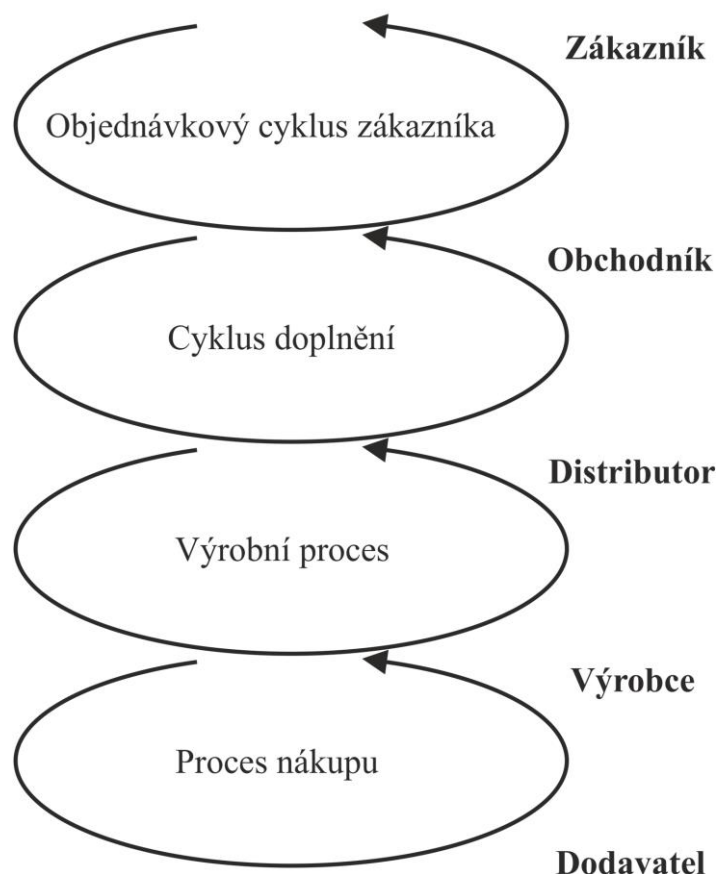 Zákazník
Objednávkový cyklus zákazníka
Obchodník
Cyklus doplnění
Distributor
Výrobní proces
Výrobce
Proces nákupu
Dodavatel